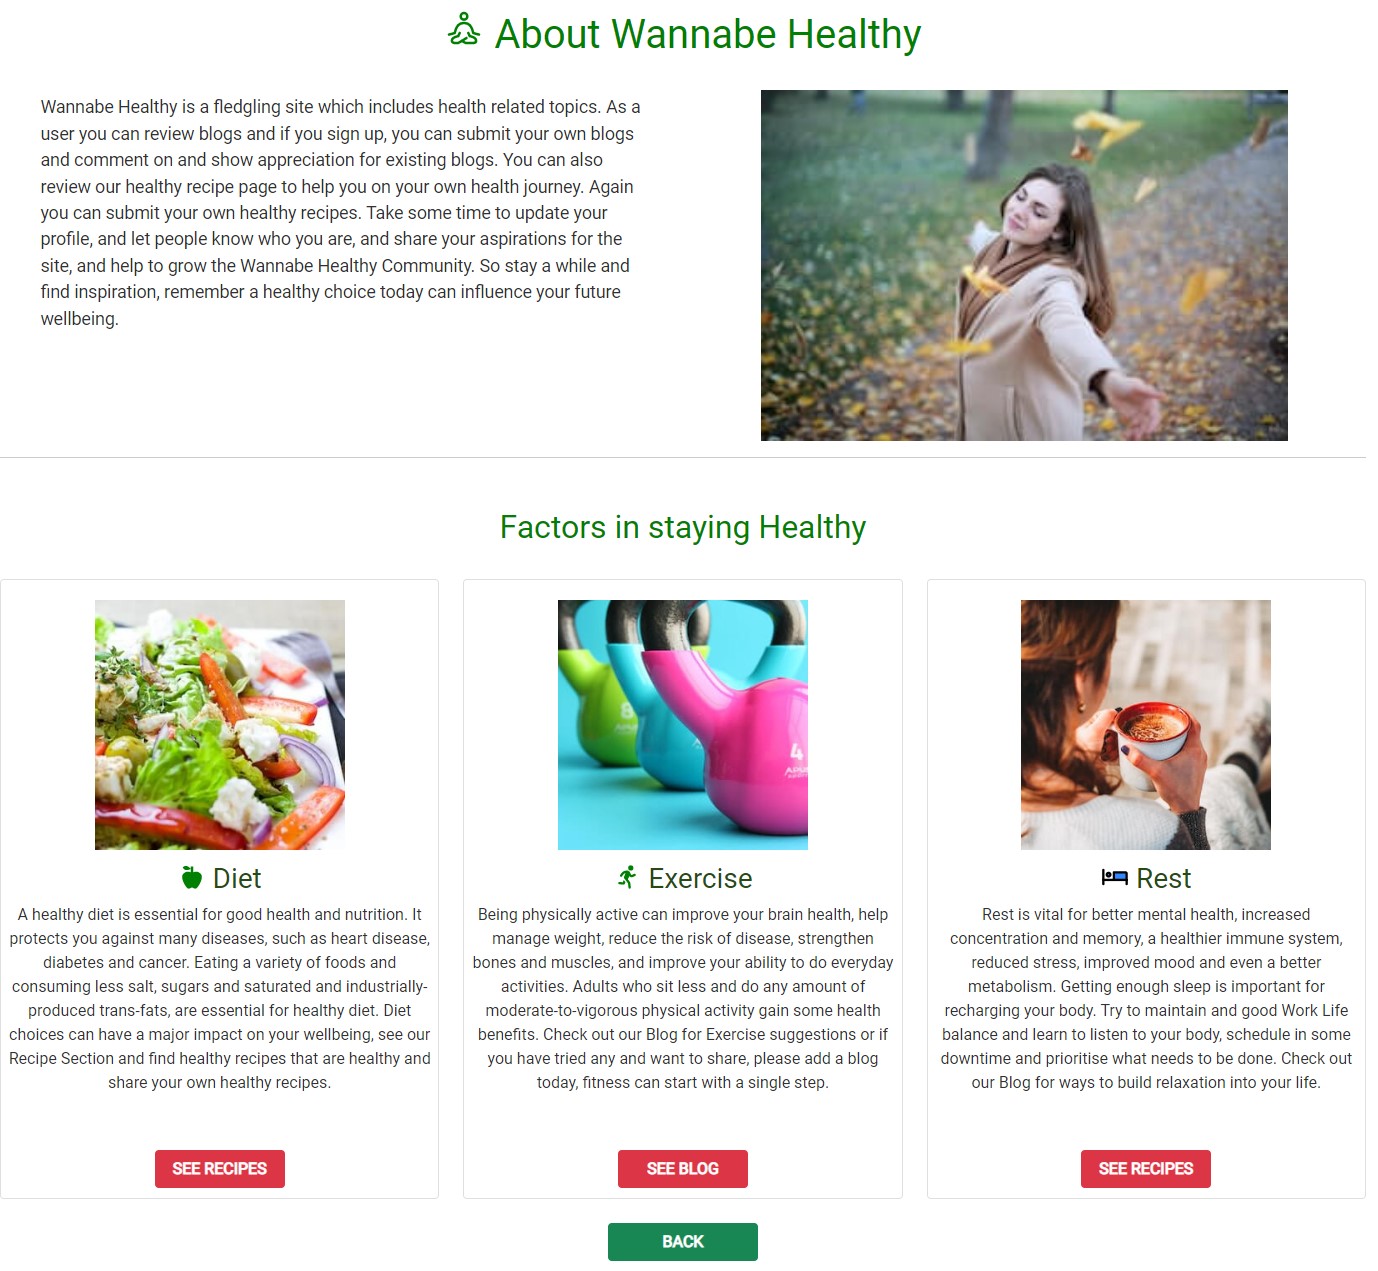 About Wannabe Healthy
Wannabe Healthy is a fledgling site which includes health related topics. As a
user you can review blogs and if you sign up, you can submit your own blogs
and comment on and show appreciation for existing blogs. You can also
review our healthy recipe page to help you on your own health journey. Again
you can submit your own healthy recipes. Take some time to update your
profile, and let people know who you are, and share your aspirations for the
site, and help to grow the Wannabe Healthy Community. So stay a while and
find inspiration, remember a healthy choice today can influence your future
wellbeing.
Factors in staying Healthy
8
4
Diet
A healthy diet is essential for good health and nutrition. It
protects you against many diseases, such as heart disease,
diabetes and cancer. Eating a variety of foods and
consuming less salt, sugars and saturated and industrially-
produced trans-fats, are essential for healthy diet. Diet
choices can have a major impact on your wellbeing, see our
Recipe Section and find healthy recipes that are healthy and
share your own healthy recipes.
SEE RECIPES
Exercise
Being physically active can improve your brain health, help
manage weight, reduce the risk of disease, strengthen
bones and muscles, and improve your ability to do everyday
activities. Adults who sit less and do any amount of
moderate-to-vigorous physical activity gain some health
benefits. Check out our Blog for Exercise suggestions or if
you have tried any and want to share, please add a blog
today, fitness can start with a single step.
SEE BLOG
Rest
Rest is vital for better mental health, increased
concentration and memory, a healthier immune system,
reduced stress, improved mood and even a better
metabolism. Getting enough sleep is important for
recharging your body. Try to maintain and good Work Life
balance and learn to listen to your body, schedule in some
downtime and prioritise what needs to be done. Check out
our Blog for ways to build relaxation into your life.
SEE RECIPES
BACK